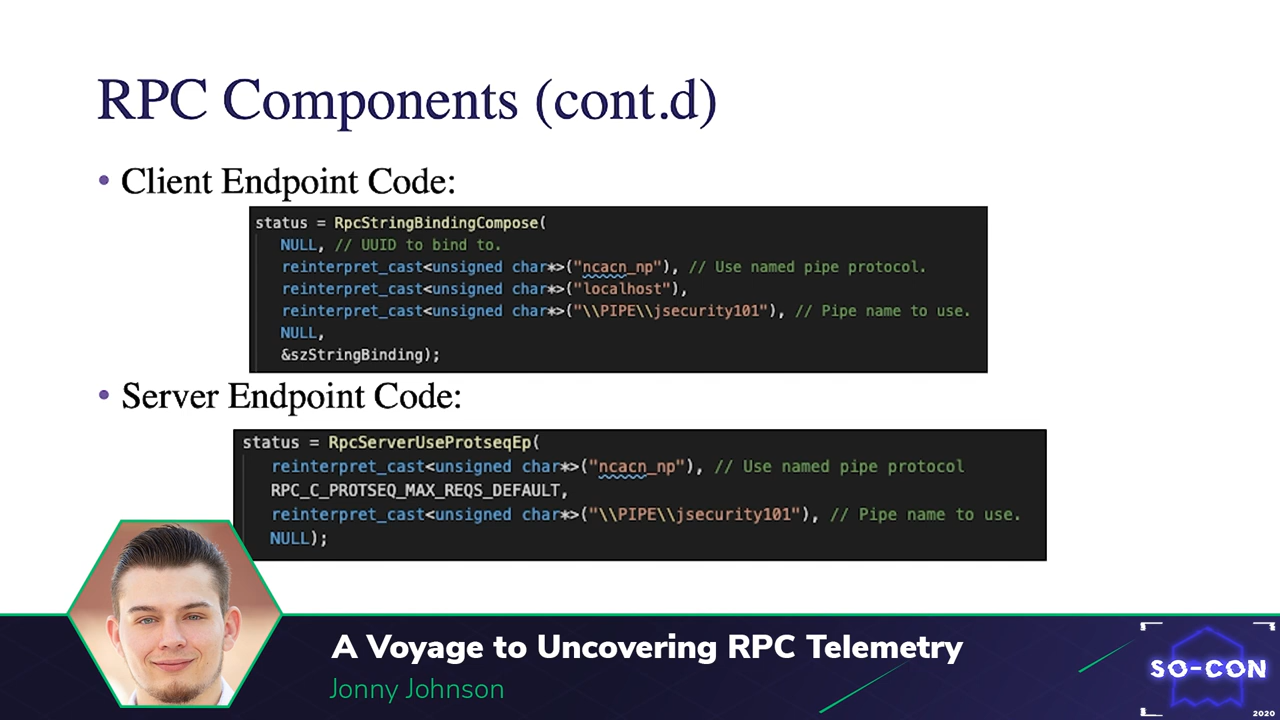 RPC Components (cont.d)
• Client Endpoint Code:
status = RpcStringBindingCompose(
NULL, // UUID to bind to.
reinterpret_cast<unsigned char*>("ncacn_np"), // Use named pipe protocol.
reinterpret_cast<unsigned char*>("localhost"),
reinterpret_cast<unsigned char*>("\\PIPE\\jsecurity101"), // Pipe name to use.
NULL,
&szStringBinding);
• Server Endpoint Code:
status = RpcServerUseProtseqEp(
reinterpret_cast<unsigned char*>("ncacn_np"), // Use named pipe protocol
RPC_C_PROTSEQ_MAX_REQS_DEFAULT,
reinterpret_cast<unsigned char*>("\\PIPE\\jsecurity101"), // Pipe name to use.
NULL);
A Voyage to Uncovering RPC Telemetry
Jonny Johnson
SO-CON
2020